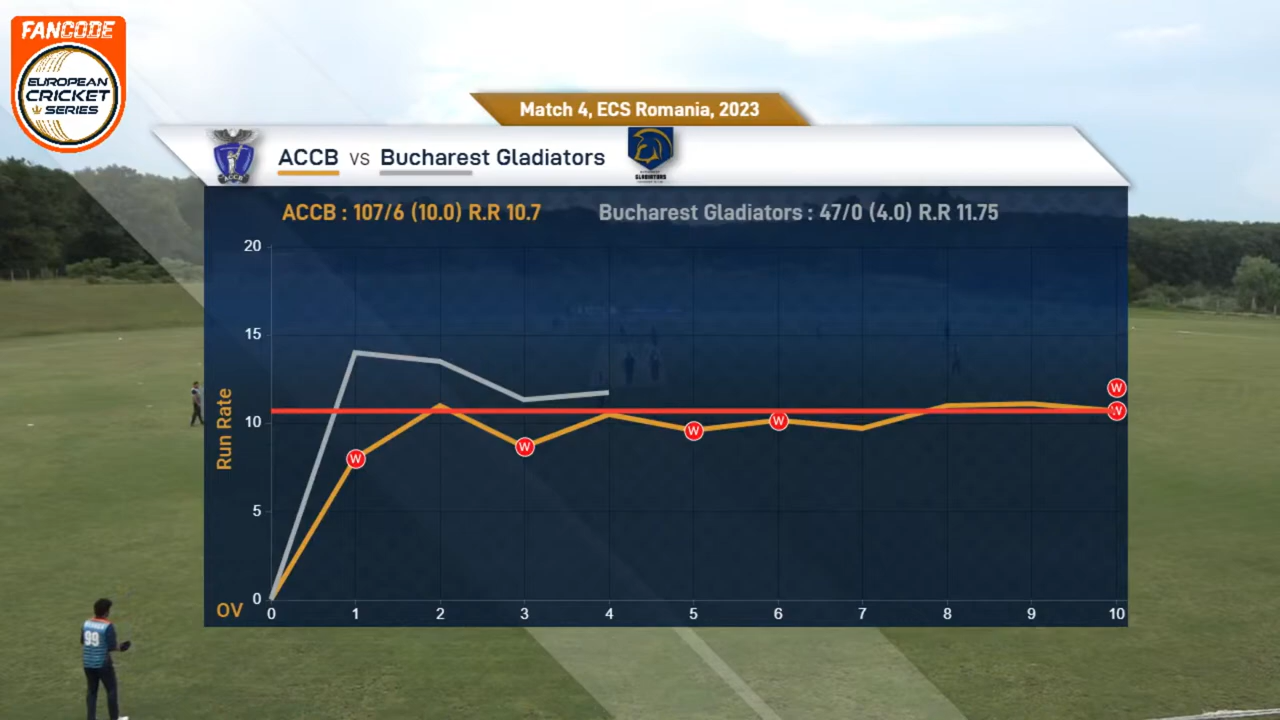 FANCODE
EUROPEAN
CRICKET
SERIES
Match 4, ECS Romania, 2023
ACCB vs Bucharest Gladiators
ACCB
GLADIATORS
ACCB : 107/6 (10.0) R.R 10.7
Bucharest Gladiators : 47/0 (4.0) R.R 11.75
20
15
10
5
0
Run Rate
W
W
W
W
W
W
OV
0 1 2 3 4 5 6 7 8 9 10
99